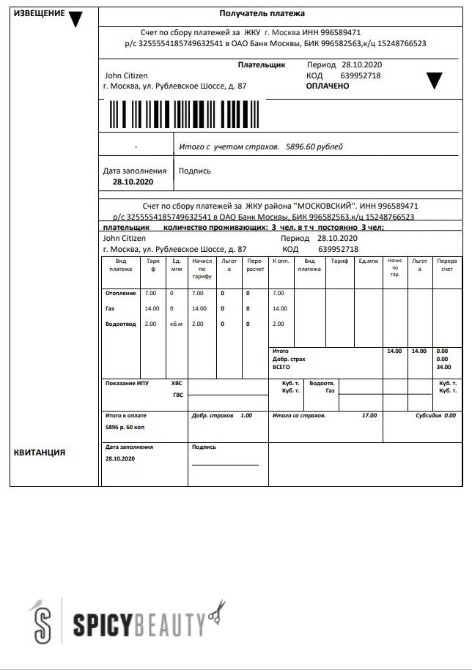 ИЗВЕЩЕНИЕ
Получатель платежа
Счет по сбору платежей за ЖКУ г. Москва ИНН 996589471
р/с 3255554185749632541 в ОАО Банк Москвы, БИК 996582563,к/ц 15248766523
Плательщик Период 28.10.2020
John Citizen КОД 639952718
г. Москва, ул. Рублевское Шоссе, д. 87 ОПЛАЧЕНО
- Итого с учетом страхов. 5896.60 рублей
Дата заполнения Подпись
28.10.2020
Счет по сбору платежей за ЖКУ района "МОСКОВСКИЙ". ИНН 996589471
р/с 3255554185749632541 в ОАО Банк Москвы, БИК 996582563,к/ц 15248766523
плательщик количество проживающих: 3 чел. в т ч постоянно 3 чел;
John Citizen Период 28.10.2020
г. Москва, ул. Рублевское Шоссе, д. 87 КОД 639952718
Вид Тари Ед. Начисл Льгот Пере- К опл. Вид Тариф Ед.изм Начис Льгот Перера
платежа ф изм по а расчет платежа по а счет
тарифу тар.
Отопление 7.00 0 7.00 0 0 7.00
Газ 14.00 0 14.00 0 0 14.00
Водоотвод 2.00 кб.м 2.00 0 0 2.00
Итого 14.00 14.00 0.00
Добр. страх 0.00
ВСЕГО 34.00
Показание ИПУ ХВС Куб. т. Водоотв. Куб. т.
ГВС Куб. т. Газ Куб. т.
Итого к оплате Добр. страхов 1.00 Итого со страхов. 17.00 Субсидия 0.00
5896 р. 60 коп
КВИТАНЦИЯ
Дата заполнения Подпись
28.10.2020
S SPICYBEAUTY